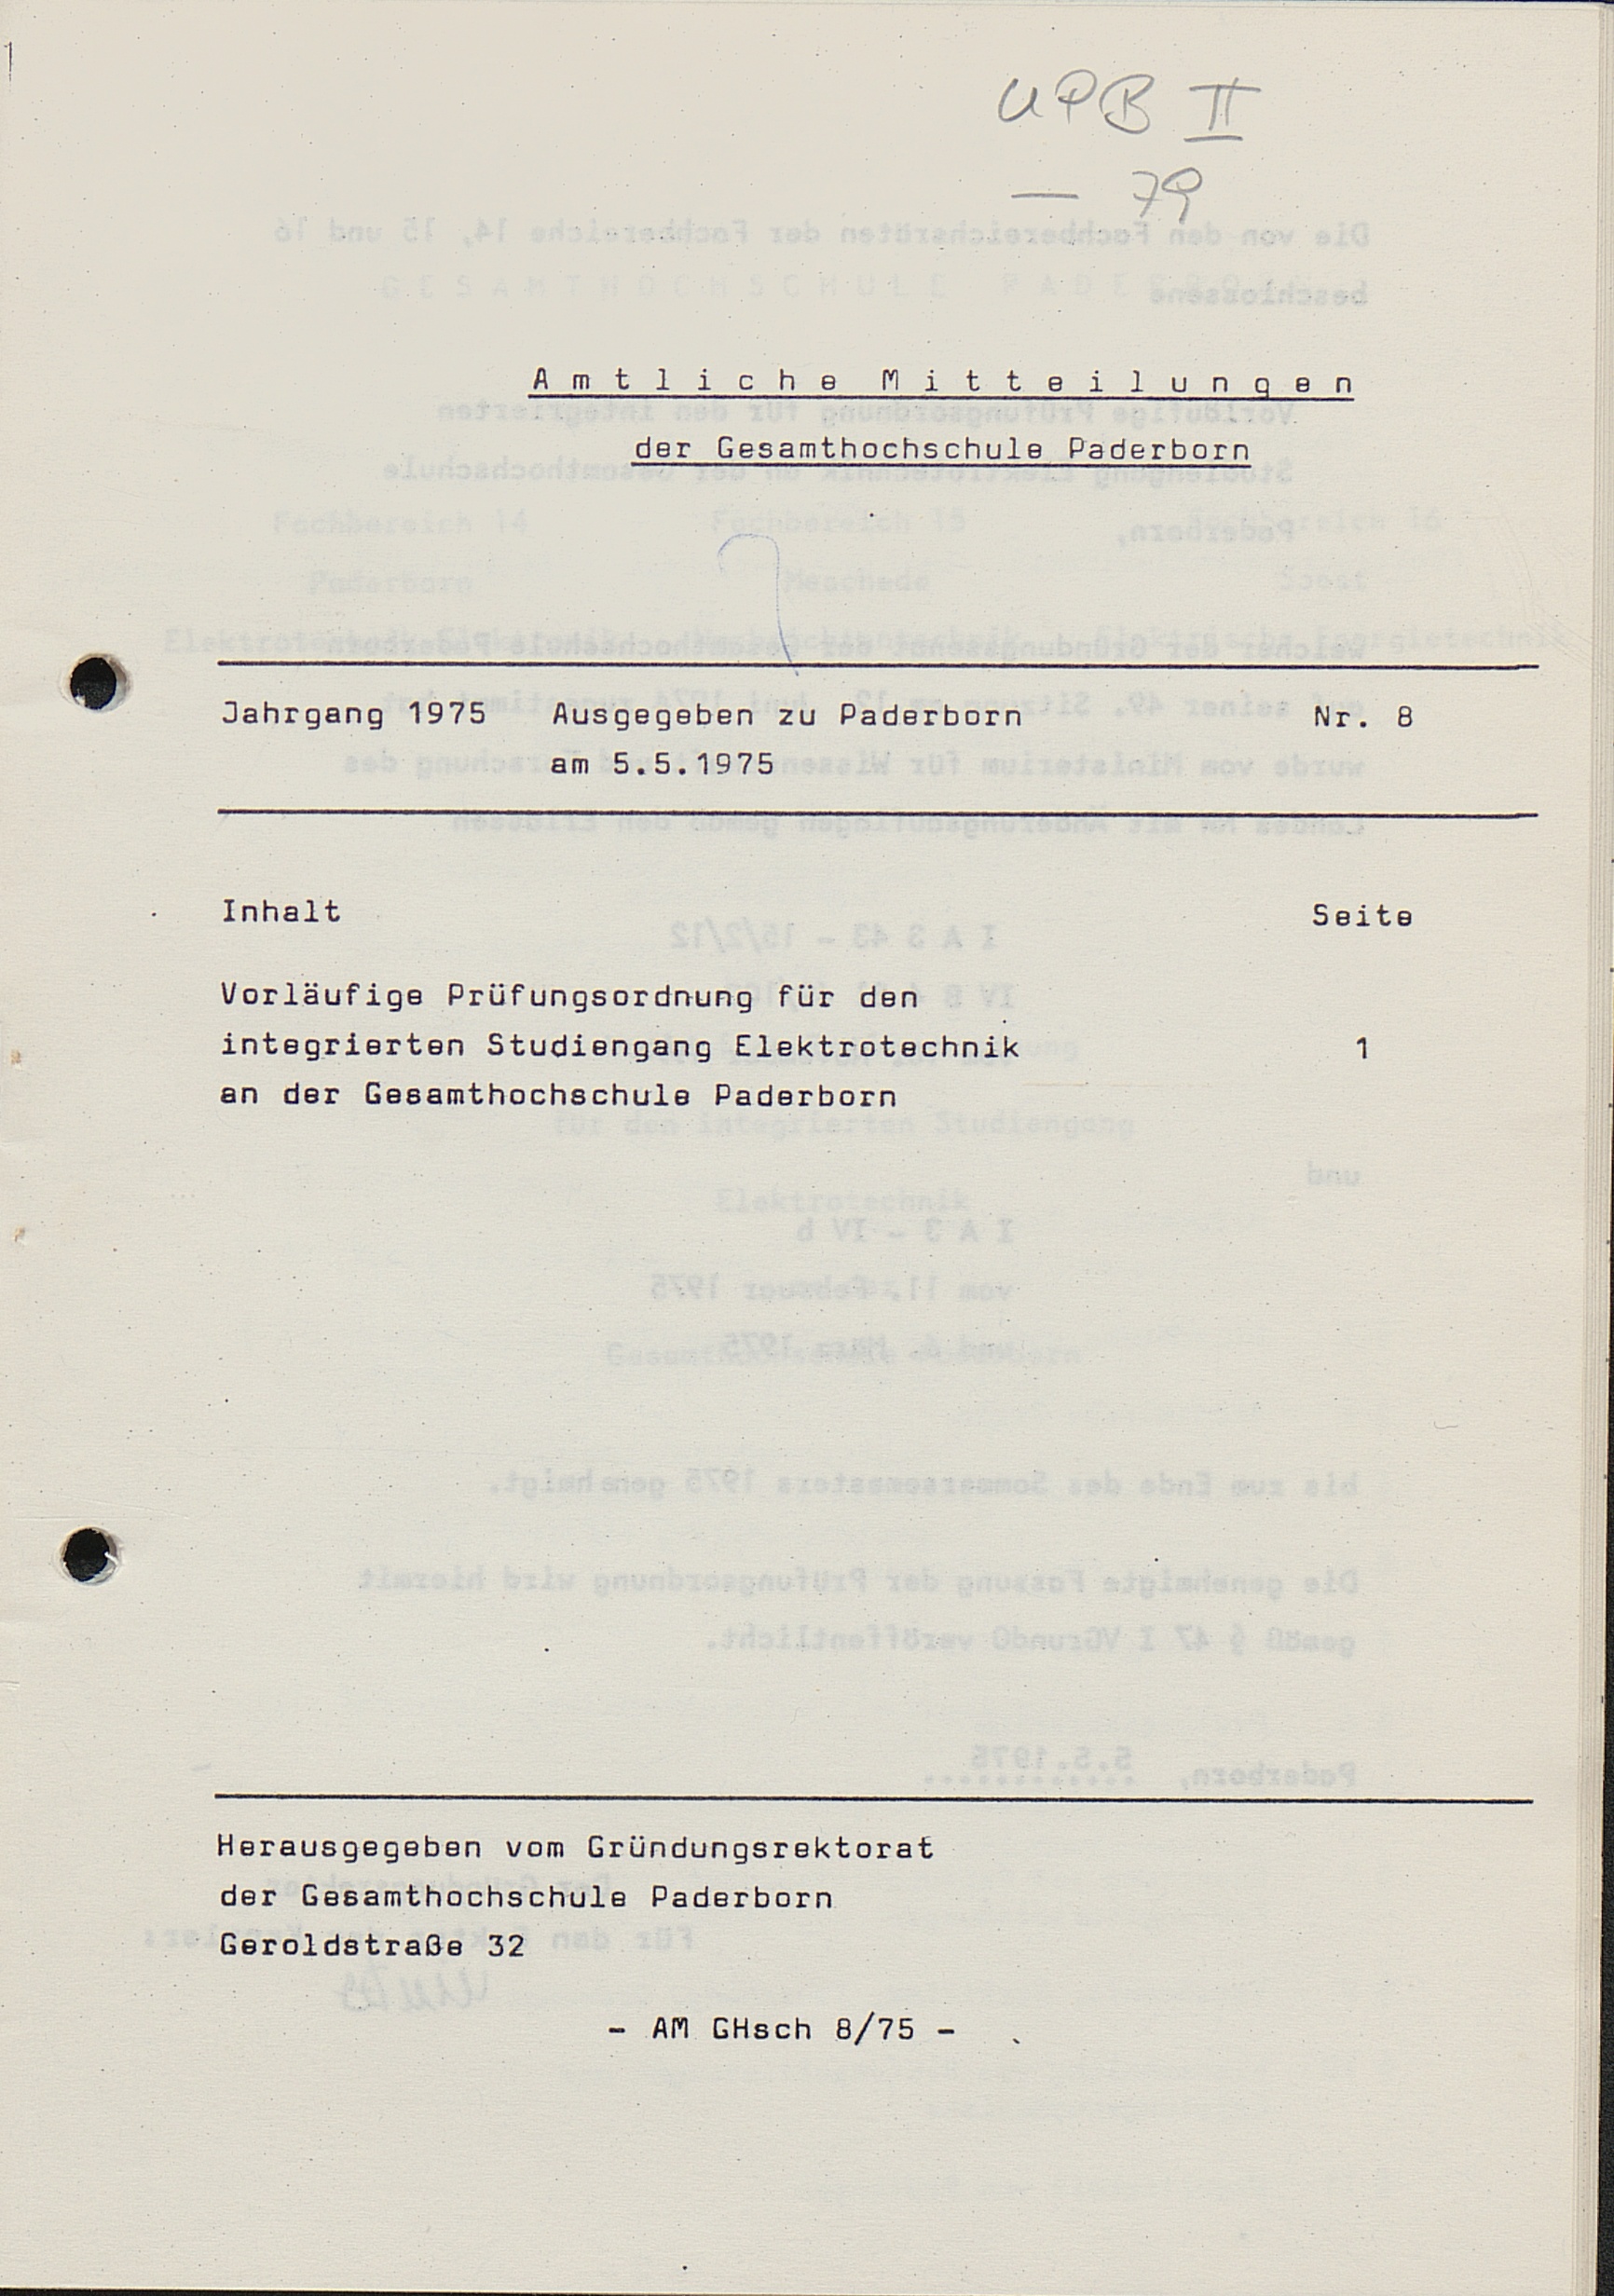 UPB II
— 79
Amtliche Mitteilungen
der Gesamthochschule Paderborn
Jahrgang 1975 Ausgegeben zu Paderborn Nr. 8
am 5.5.1975
Inhalt Seite
Vorläufige Prüfungsordnung für den
integrierten Studiengang Elektrotechnik 1
an der Gesamthochschule Paderborn
Herausgegeben vom Gründungsrektorat
der Gesamthochschule Paderborn
Geroldstraße 32
- AM GHsch 8/75 -